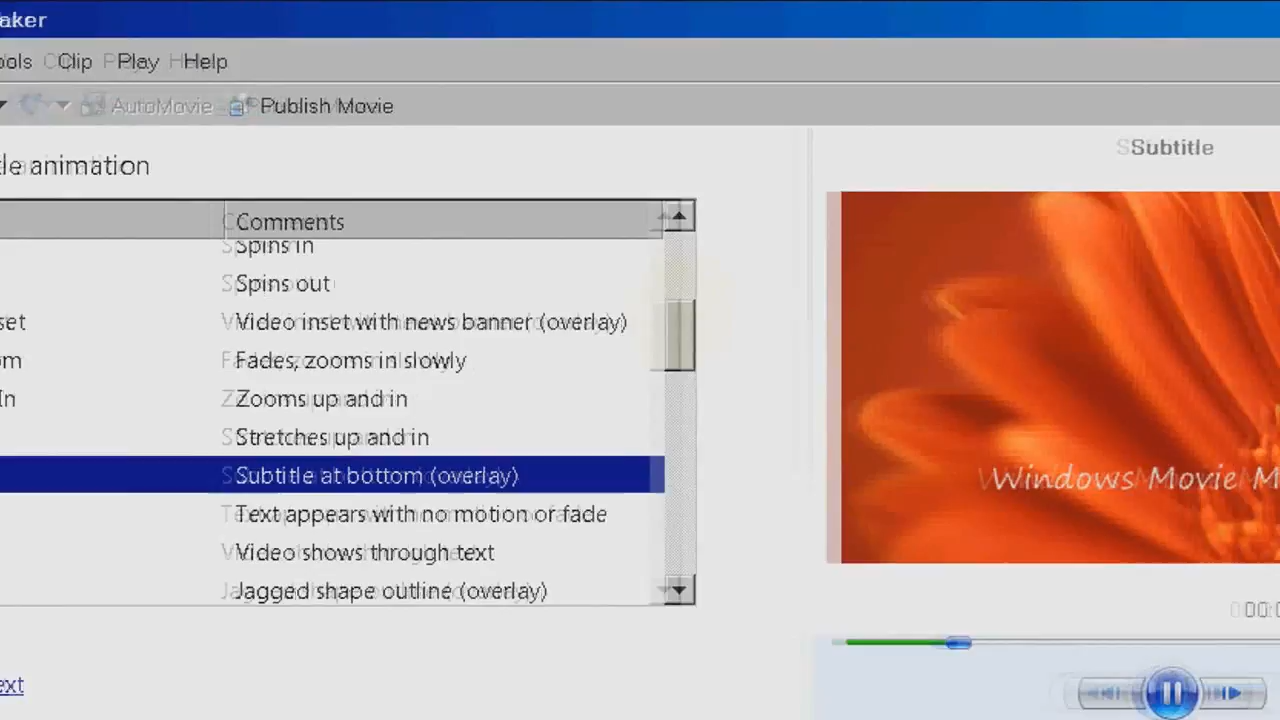 aker
ools Clip Play Help
AutoMovie Publish Movie
tle animation
Subtitle
Comments
Spins in
Spins out
set Video inset with news banner (overlay)
om Fades, zooms in slowly
In Zooms up and in
Stretches up and in
Subtitle at bottom (overlay)
Windows Movie M
Text appears with no motion or fade
Video shows through text
Jagged shape outline (overlay)
00:
ext